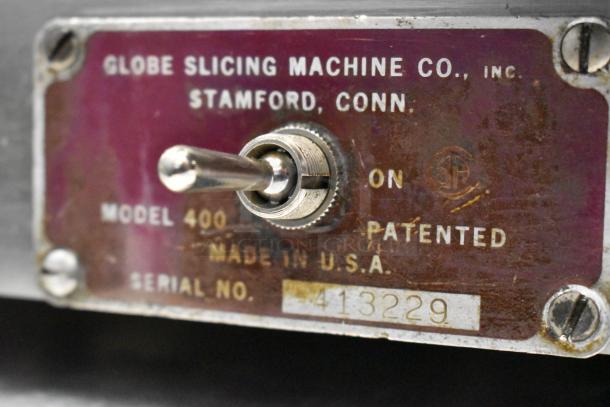 GLOBE SLICING MACHINE CO., INC.
STAMFORD, CONN.
ON
MODEL 400
PATENTED
MADE IN U.S.A.
SERIAL NO. 413229